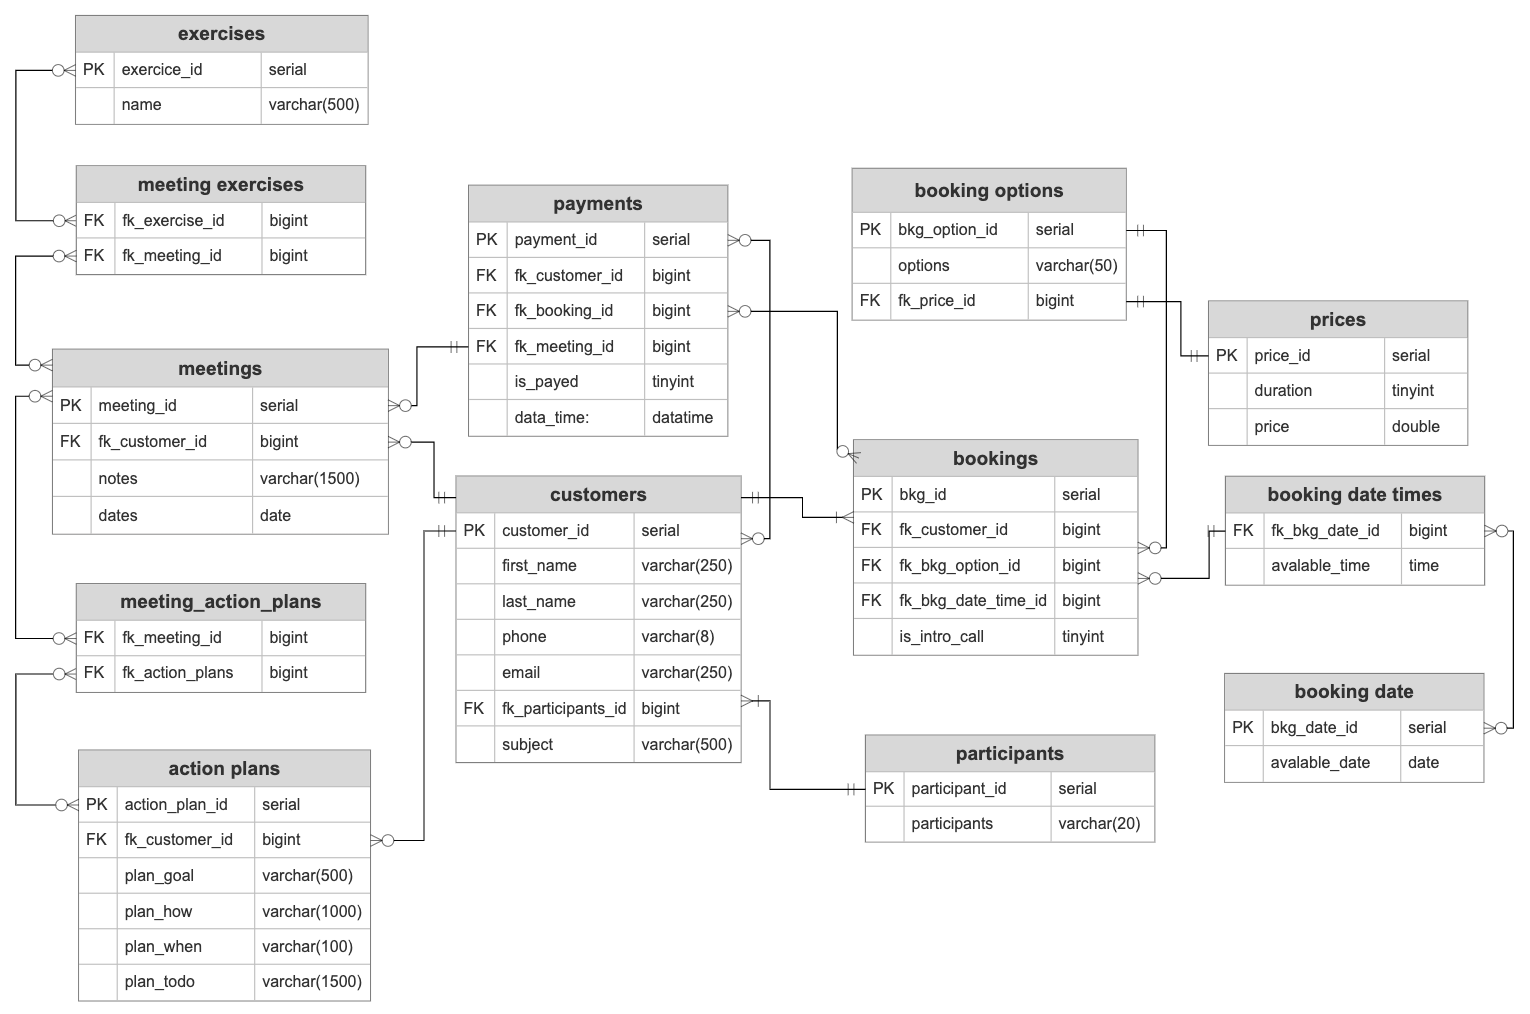 exercises
PK exercice_id serial
name varchar(500)
meeting exercises
FK fk_exercise_id bigint
FK fk_meeting_id bigint
meetings
PK meeting_id serial
FK fk_customer_id bigint
notes varchar(1500)
dates date
meeting_action_plans
FK fk_meeting_id bigint
FK fk_action_plans bigint
action plans
PK action_plan_id serial
FK fk_customer_id bigint
plan_goal varchar(500)
plan_how varchar(1000)
plan_when varchar(100)
plan_todo varchar(1500)
payments
PK payment_id serial
FK fk_customer_id bigint
FK fk_booking_id bigint
FK fk_meeting_id bigint
is_payed tinyint
data_time: datatime
customers
PK customer_id serial
first_name varchar(250)
last_name varchar(250)
phone varchar(8)
email varchar(250)
FK fk_participants_id bigint
subject varchar(500)
booking options
PK bkg_option_id serial
options varchar(50)
FK fk_price_id bigint
bookings
PK bkg_id serial
FK fk_customer_id bigint
FK fk_bkg_option_id bigint
FK fk_bkg_date_time_id bigint
is_intro_call tinyint
participants
PK participant_id serial
participants varchar(20)
prices
PK price_id serial
duration tinyint
price double
booking date times
FK fk_bkg_date_id bigint
avalable_time time
booking date
PK bkg_date_id serial
avalable_date date